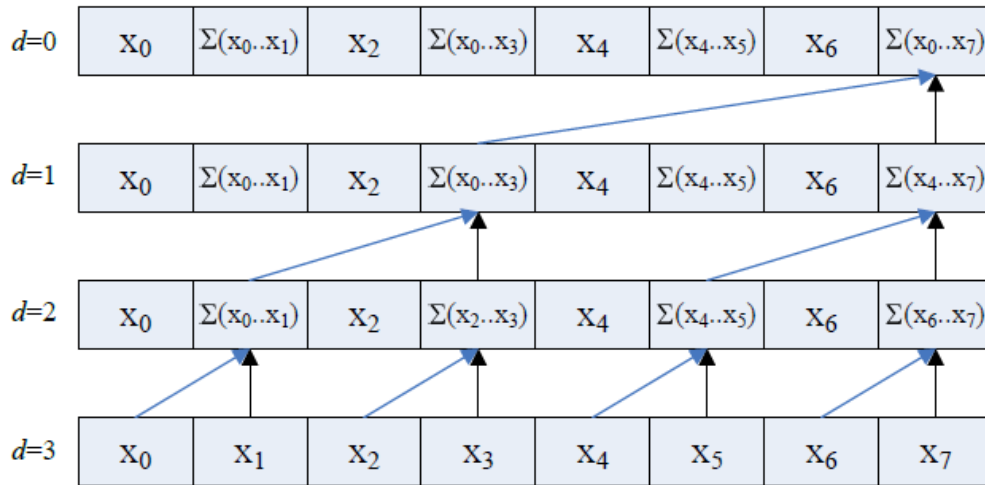 d=0 x₀ Σ(x₀..x₁) x₂ Σ(x₀..x₃) x₄ Σ(x₄..x₅) x₆ Σ(x₀..x₇)
d=1 x₀ Σ(x₀..x₁) x₂ Σ(x₀..x₃) x₄ Σ(x₄..x₅) x₆ Σ(x₄..x₇)
d=2 x₀ Σ(x₀..x₁) x₂ Σ(x₂..x₃) x₄ Σ(x₄..x₅) x₆ Σ(x₆..x₇)
d=3 x₀ x₁ x₂ x₃ x₄ x₅ x₆ x₇